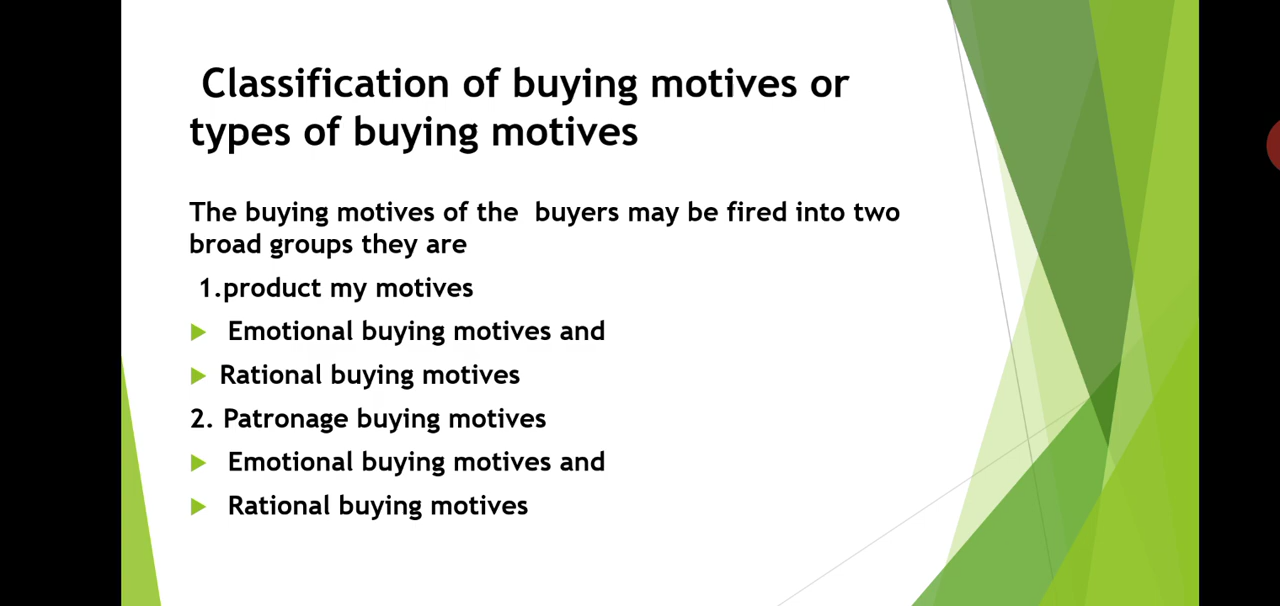 Classification of buying motives or
types of buying motives
The buying motives of the buyers may be fired into two
broad groups they are
1.product my motives
Emotional buying motives and
Rational buying motives
2. Patronage buying motives
Emotional buying motives and
Rational buying motives